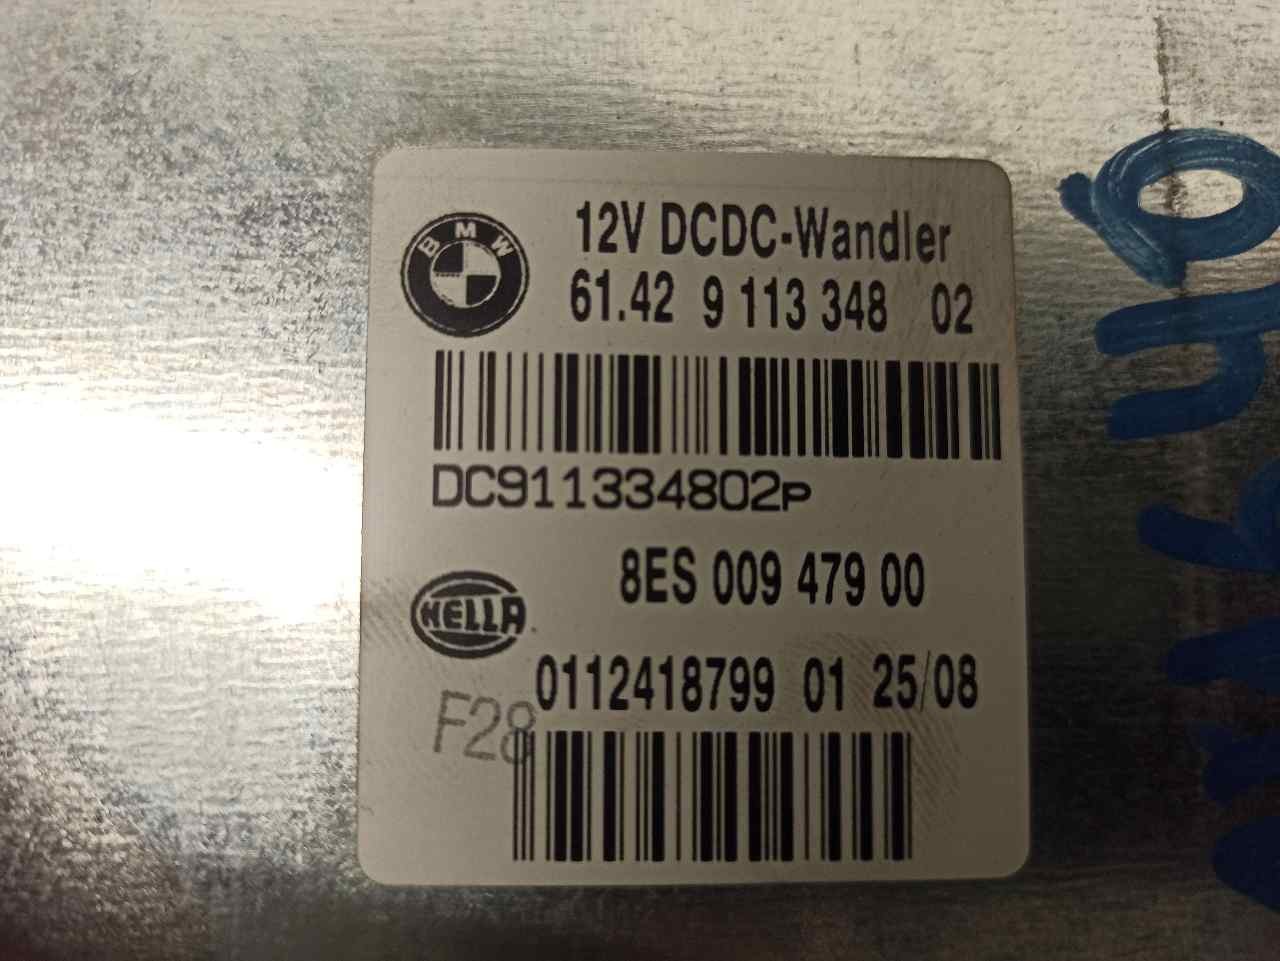 BMW
12V DCDC-Wandler
61.42 9 113 348 02
DC911334802P
8ES 009 479 00
HELLA
0112418799 01 25/08
F28